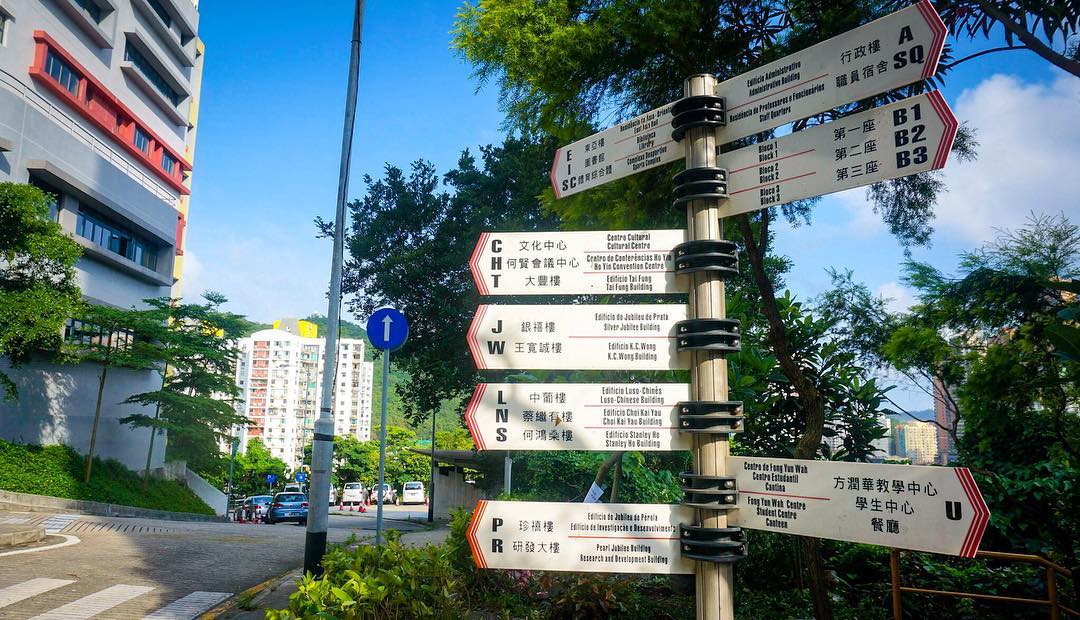 Edifício Administrativo
Administrative Building
行政樓
A
Residência de Professores e Funcionários
Staff Quarters
職員宿舍
SQ
E
東亞樓
East Asia Hall
I
圖書館
Biblioteca
Library
SC
體育綜合體
Complexo Desportivo
Sports Complex
Bloco 1
Block 1
第一座
B1
Bloco 2
Block 2
第二座
B2
Bloco 3
Block 3
第三座
B3
C
文化中心
Centro Cultural
Cultural Centre
H
何賢會議中心
Centro de Conferências Ho Yin
Ho Yin Convention Centre
T
大豐樓
Edifício Tai Fung
Tai Fung Building
J
銀禧樓
Edifício do Jubileu de Prata
Silver Jubilee Building
W
王寬誠樓
Edifício K.C.Wong
K.C.Wong Building
L
中葡樓
Edifício Luso-Chinês
Luso-Chinese Building
N
蔡繼有樓
Edifício Choi Kai Yau
Choi Kai Yau Building
S
何鴻燊樓
Edifício Stanley Ho
Stanley Ho Building
Centro de Fong Yun Wah
Centro Estudantil
Cantina
Fong Yun Wah Centre
Student Centre
Canteen
方潤華教學中心
學生中心
餐廳
U
P
珍禧樓
R
研發大樓
Edifício do Jubileu de Pérola
Edifício de Investigação e Desenvolvimento
Pearl Jubilee Building
Research and Development Building